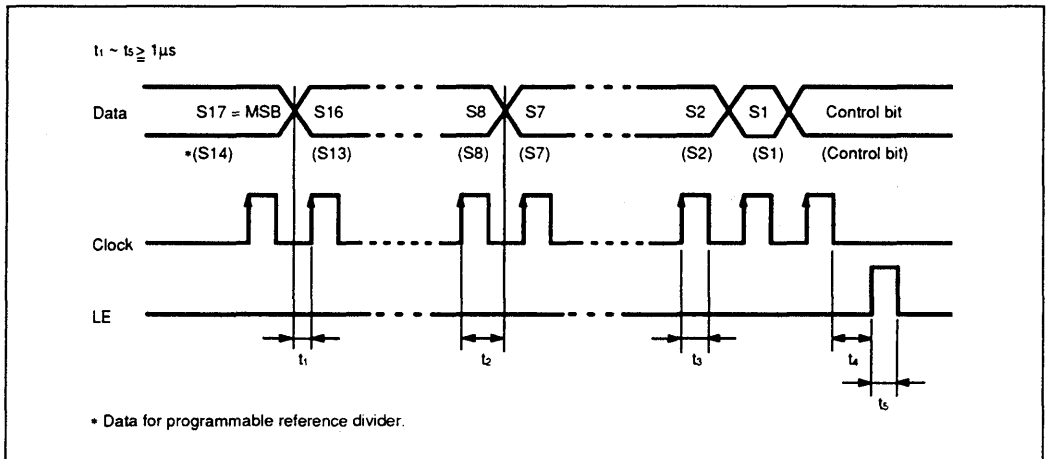 t1 ~ t5 ≧ 1μs
Data S17 = MSB S16 S8 S7 S2 S1 Control bit
*(S14) (S13) (S8) (S7) (S2) (S1) (Control bit)
Clock
LE
t1 t2 t3 t4
t5
* Data for programmable reference divider.